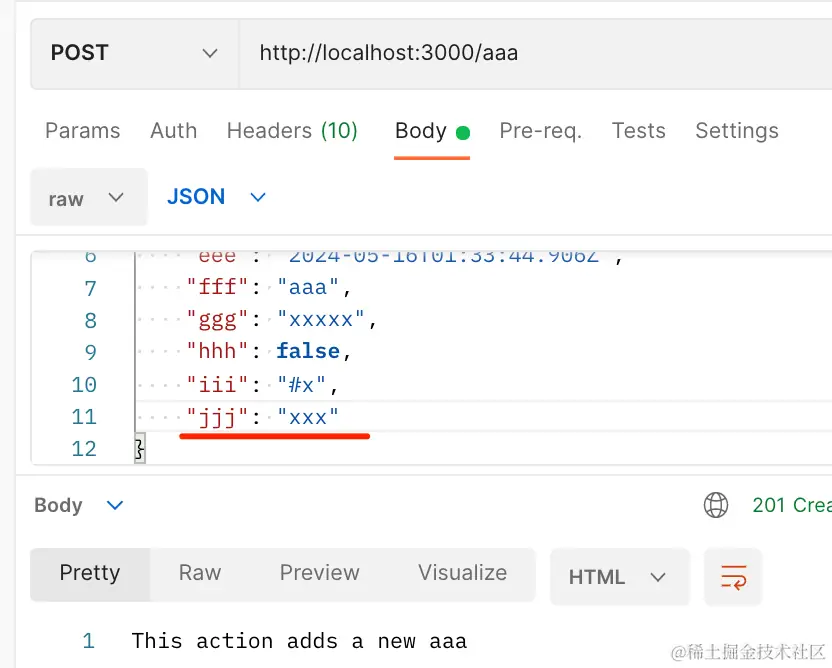 POST http://localhost:3000/aaa
Params Auth Headers (10) Body Pre-req. Tests Settings
raw JSON
6 "eee": "2024-05-16T01:33:44.906Z",
7 "fff": "aaa",
8 "ggg": "xxxxx",
9 "hhh": false,
10 "iii": "#x",
11 "jjj": "xxx"
12 }
Body 201 Crea
Pretty Raw Preview Visualize HTML
1 This action adds a new aaa
@稀土掘金技术社区